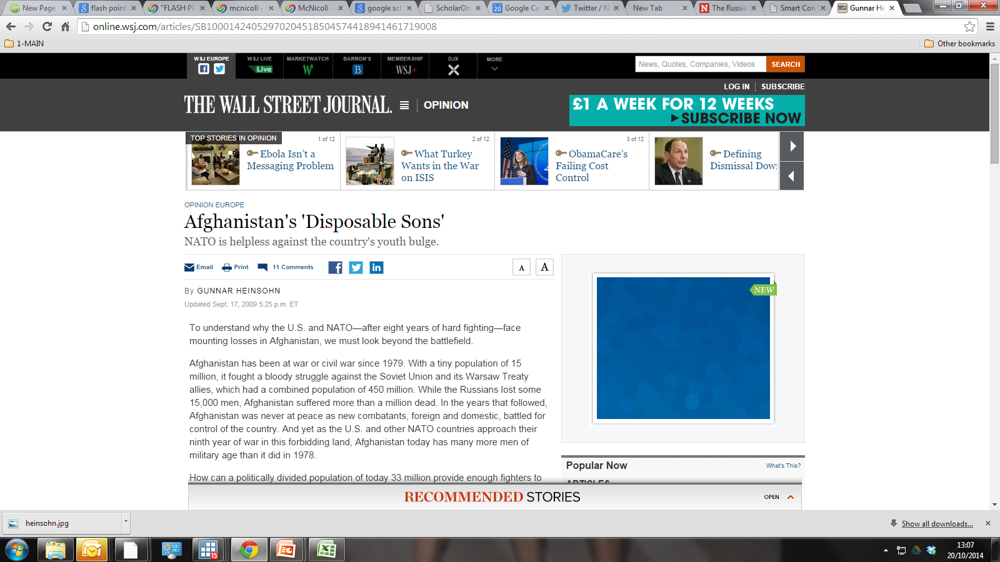 New Page
flash point
"FLASH PO
mcnicoll -
McNicoll -
google sch
ScholarOn
Google Ca
Twitter / N
New Tab
The Russia
Smart Con
Gunnar He
online.wsj.com/articles/SB10001424052970204518504574418941461719008
1-MAIN
Other bookmarks
WSJ EUROPE
WSJ LIVE
MARKETWATCH
BARRON'S
MEMBERSHIP
DJX
MORE
Live
W
B
WSJ+
News, Quotes, Companies, Videos
SEARCH
LOG IN
SUBSCRIBE
THE WALL STREET JOURNAL.
OPINION
£1 A WEEK FOR 12 WEEKS
SUBSCRIBE NOW
TOP STORIES IN OPINION
1 of 12
Ebola Isn't a
Messaging Problem
2 of 12
What Turkey
Wants in the War
on ISIS
3 of 12
ObamaCare's
Failing Cost
Control
Defining
Dismissal Down
OPINION EUROPE
Afghanistan's 'Disposable Sons'
NATO is helpless against the country's youth bulge.
Email
Print
11 Comments
A
A
By GUNNAR HEINSOHN
Updated Sept. 17, 2009 5:25 p.m. ET
To understand why the U.S. and NATO—after eight years of hard fighting—face
mounting losses in Afghanistan, we must look beyond the battlefield.
Afghanistan has been at war or civil war since 1979. With a tiny population of 15
million, it fought a bloody struggle against the Soviet Union and its Warsaw Treaty
allies, which had a combined population of 450 million. While the Russians lost some
15,000 men, Afghanistan suffered more than a million dead. In the years that followed,
Afghanistan was never at peace as new combatants, foreign and domestic, battled for
control of the country. And yet as the U.S. and other NATO countries approach their
ninth year of war in this forbidding land, Afghanistan today has many more men of
military age than it did in 1978.
How can a politically divided population of today 33 million provide enough fighters to
NEW
Popular Now
What's This?
ARTICLES
RECOMMENDED STORIES
OPEN
heinsohn.jpg
Show all downloads...
13
13:07
20/10/2014